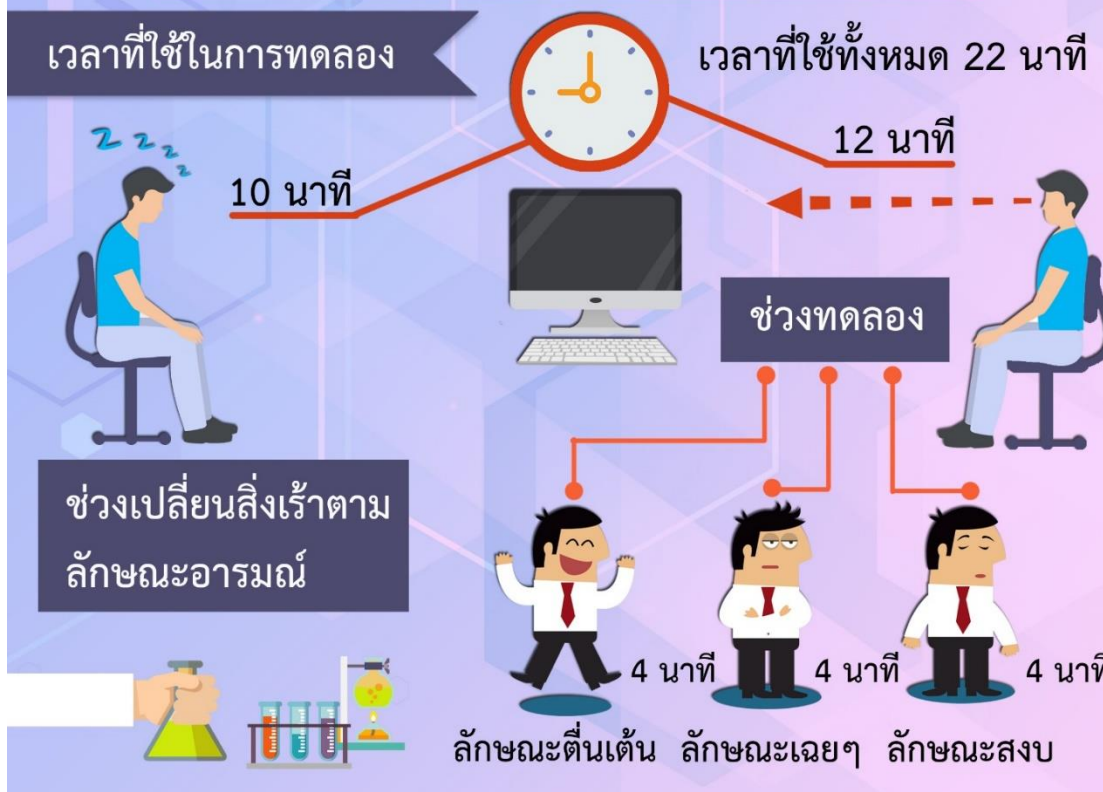 เวลาที่ใช้ในการทดลอง
เวลาที่ใช้ทั้งหมด 22 นาที
12 นาที
z z z z
10 นาที
ช่วงทดลอง
ช่วงเปลี่ยนสิ่งเร้าตาม
ลักษณะอารมณ์
4 นาที
4 นาที
4 นาที
ลักษณะตื่นเต้น
ลักษณะเฉยๆ
ลักษณะสงบ